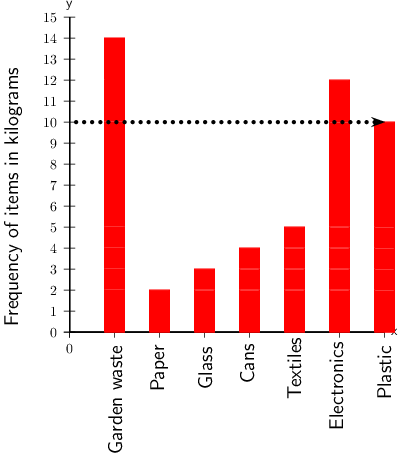 y
15
14
13
12
11
10
9
8
7
6
5
4
3
2
1
0
Frequency of items in kilograms
x
0
Garden waste
Paper
Glass
Cans
Textiles
Electronics
Plastic